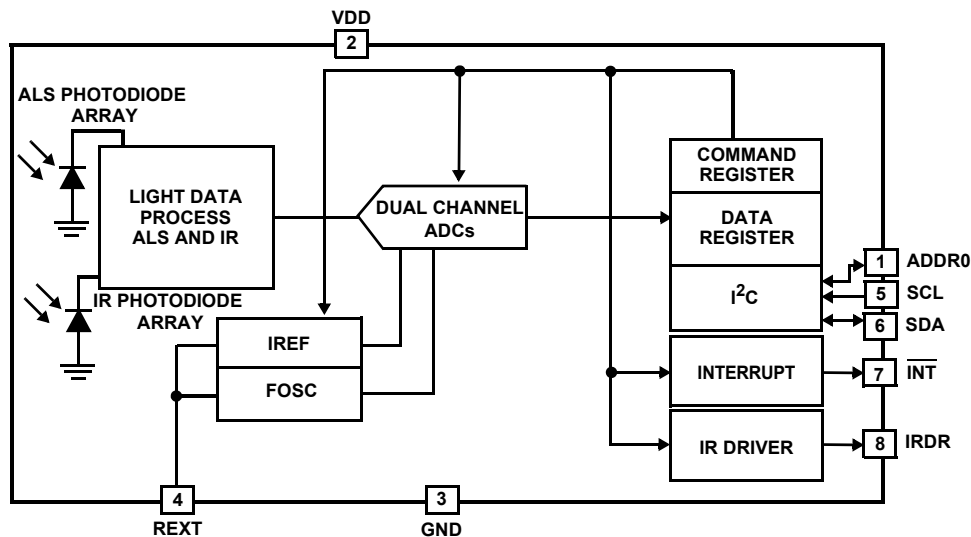 VDD
2
ALS PHOTODIODE
ARRAY
LIGHT DATA
PROCESS
ALS AND IR
DUAL CHANNEL
ADCs
COMMAND
REGISTER
DATA
REGISTER
I²C
1 ADDR0
5 SCL
6 SDA
IR PHOTODIODE
ARRAY
IREF
FOSC
INTERRUPT
7 I̅N̅T̅
IR DRIVER
8 IRDR
4
REXT
3
GND